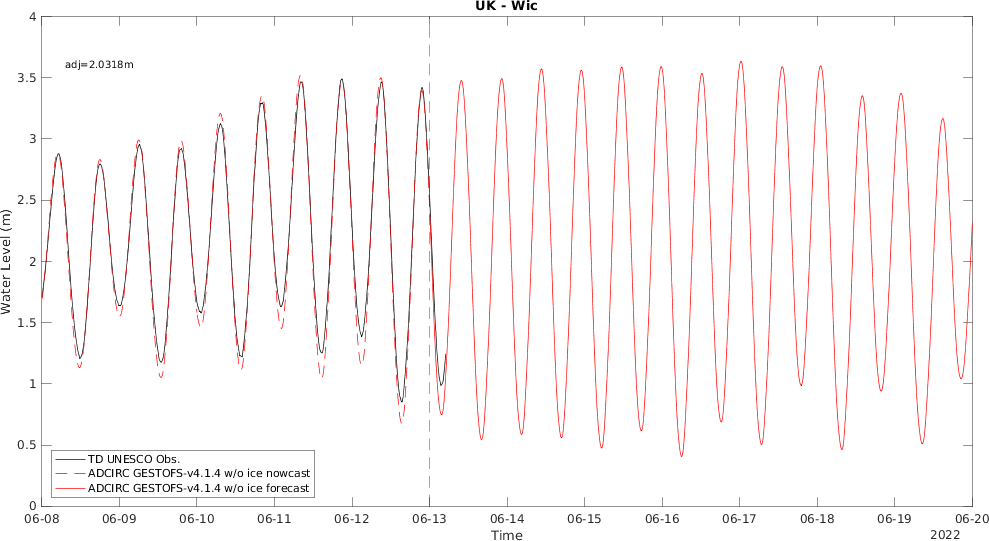 UK - Wic
4
adj=2.0318m
3.5
3
2.5
2
1.5
1
0.5
0
Water Level (m)
TD UNESCO Obs.
ADCIRC GESTOFS-v4.1.4 w/o ice nowcast
ADCIRC GESTOFS-v4.1.4 w/o ice forecast
06-08 06-09 06-10 06-11 06-12 06-13 06-14 06-15 06-16 06-17 06-18 06-19 06-20
Time
2022